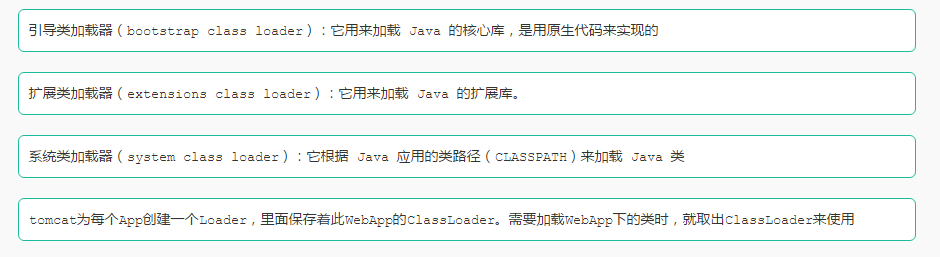 引导类加载器（bootstrap class loader）：它用来加载 Java 的核心库，是用原生代码来实现的
扩展类加载器（extensions class loader）：它用来加载 Java 的扩展库。
系统类加载器（system class loader）：它根据 Java 应用的类路径（CLASSPATH）来加载 Java 类
tomcat为每个App创建一个Loader，里面保存着此WebApp的ClassLoader。需要加载WebApp下的类时，就取出ClassLoader来使用